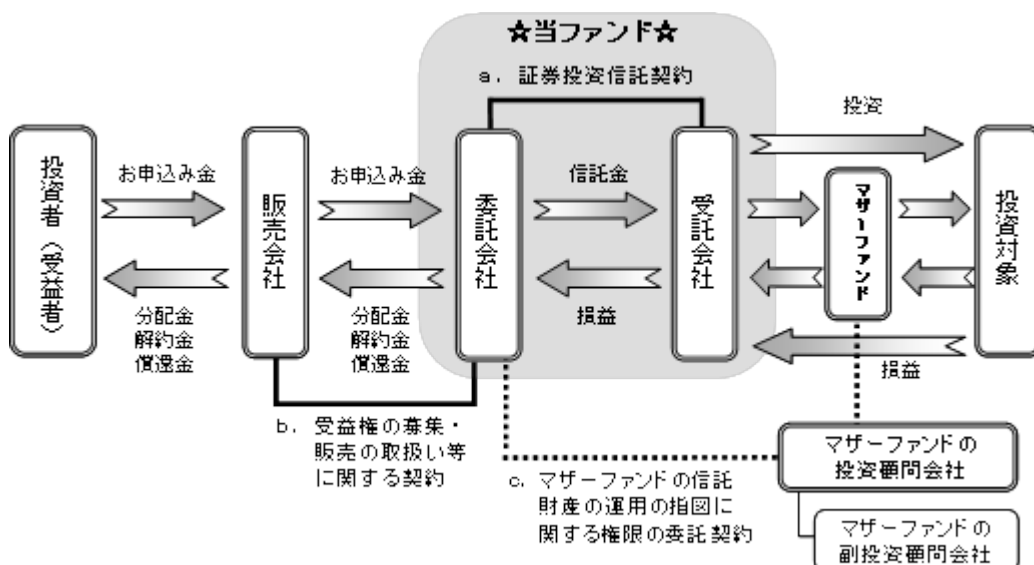 ★当ファンド★
a. 証券投資信託契約
投資
投資者（受益者）
お申込み金
販売会社
お申込み金
委託会社
信託金
受託会社
マザーファンド
投資対象
分配金
解約金
償還金
分配金
解約金
償還金
損益
損益
b. 受益権の募集・
販売の取扱い等
に関する契約
c. マザーファンドの信託
財産の運用の指図に
関する権限の委託契約
マザーファンドの
投資顧問会社
マザーファンドの
副投資顧問会社